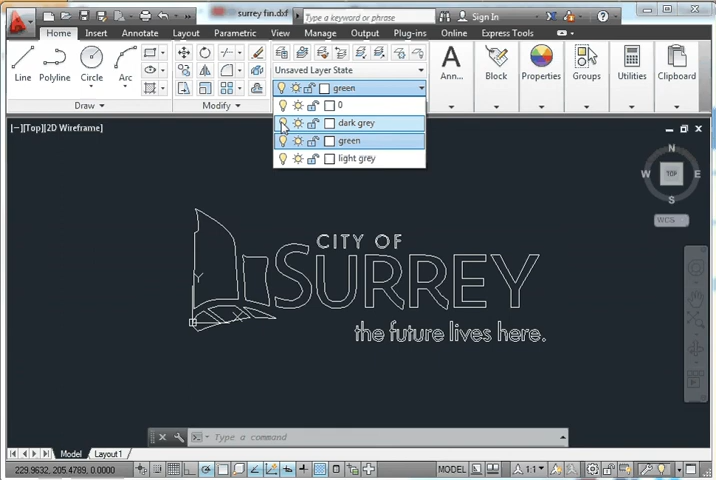 surrey fin.dxf
Type a keyword or phrase
Sign In
Home Insert Annotate Layout Parametric View Manage Output Plug-ins Online Express Tools
Unsaved Layer State
Line Polyline Circle Arc
green
Ann... Block Properties Groups Utilities Clipboard
0
Draw Modify
dark grey
[–][Top][2D Wireframe]
green
light grey
N
W TOP E
S
WCS
CITY OF
SURREY
the future lives here.
Y
X
Type a command
Model Layout1
229.9632, 205.4789, 0.0000
MODEL
1:1